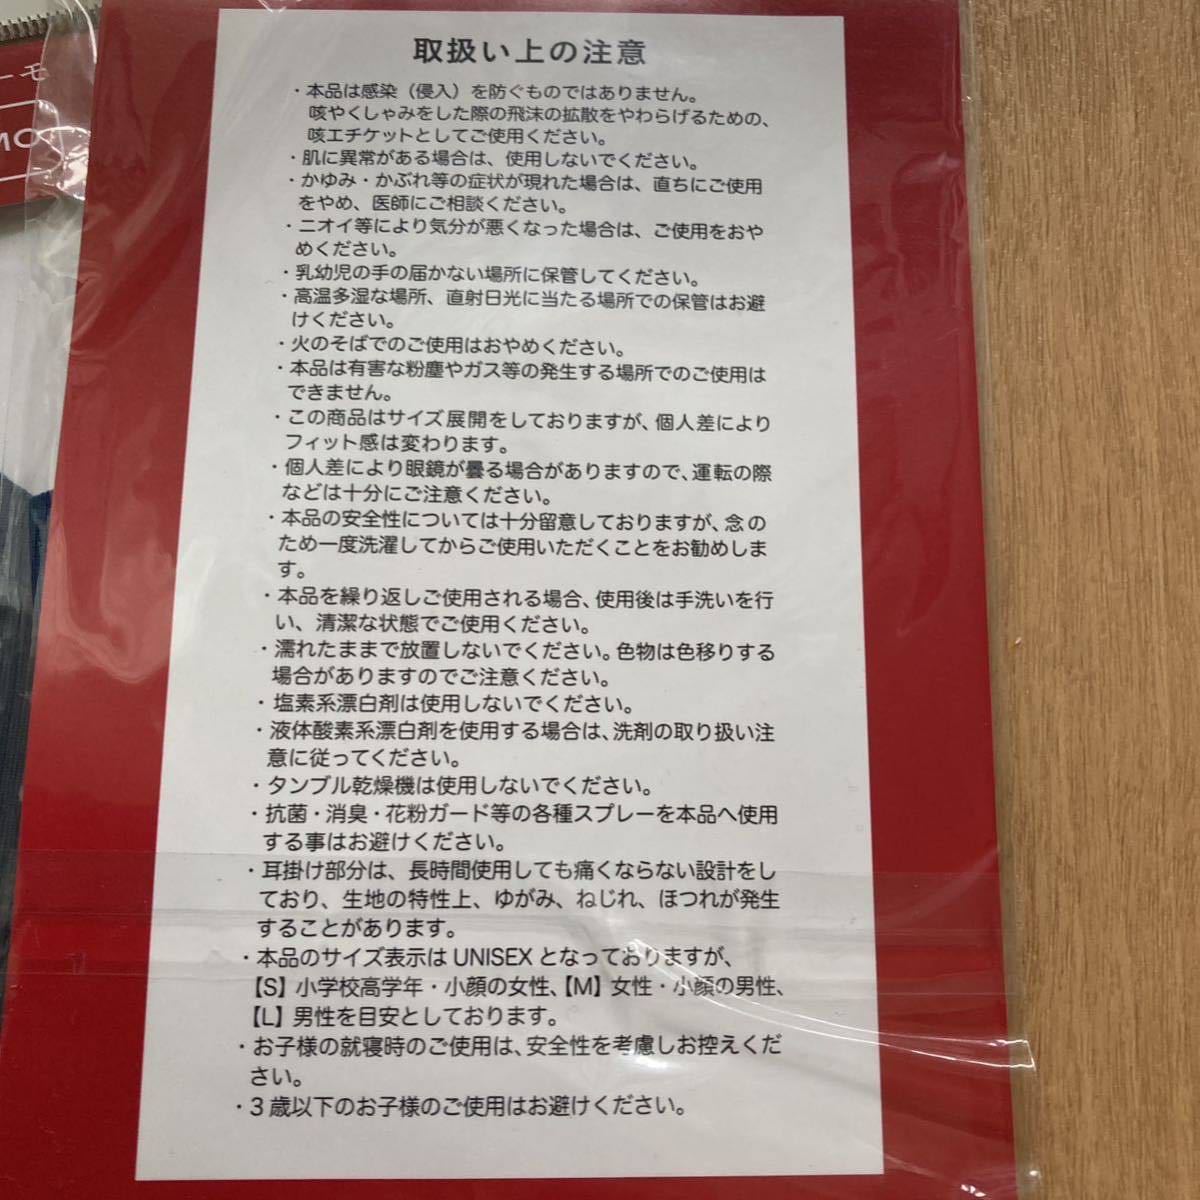 ーモ
MO
取扱い上の注意
・本品は感染（侵入）を防ぐものではありません。
咳やくしゃみをした際の飛沫の拡散をやわらげるための、
咳エチケットとしてご使用ください。
・肌に異常がある場合は、使用しないでください。
・かゆみ・かぶれ等の症状が現れた場合は、直ちにご使用
をやめ、医師にご相談ください。
・ニオイ等により気分が悪くなった場合は、ご使用をおや
めください。
・乳幼児の手の届かない場所に保管してください。
・高温多湿な場所、直射日光に当たる場所での保管はお避
けください。
・火のそばでのご使用はおやめください。
・本品は有害な粉塵やガス等の発生する場所でのご使用は
できません。
・この商品はサイズ展開をしておりますが、個人差により
フィット感は変わります。
・個人差により眼鏡が曇る場合がありますので、運転の際
などは十分にご注意ください。
・本品の安全性については十分留意しておりますが、念の
ため一度洗濯してからご使用いただくことをお勧めしま
す。
・本品を繰り返しご使用される場合、使用後は手洗いを行
い、清潔な状態でご使用ください。
・濡れたままで放置しないでください。色物は色移りする
場合がありますのでご注意ください。
・塩素系漂白剤は使用しないでください。
・液体酸素系漂白剤を使用する場合は、洗剤の取り扱い注
意に従ってください。
・タンブル乾燥機は使用しないでください。
・抗菌・消臭・花粉ガード等の各種スプレーを本品へ使用
する事はお避けください。
・耳掛け部分は、長時間使用しても痛くならない設計をし
ており、生地の特性上、ゆがみ、ねじれ、ほつれが発生
することがあります。
・本品のサイズ表示は UNISEX となっておりますが、
【S】小学校高学年・小顔の女性、【M】女性・小顔の男性、
【L】男性を目安としております。
・お子様の就寝時のご使用は、安全性を考慮しお控えくだ
さい。
・3 歳以下のお子様のご使用はお避けください。